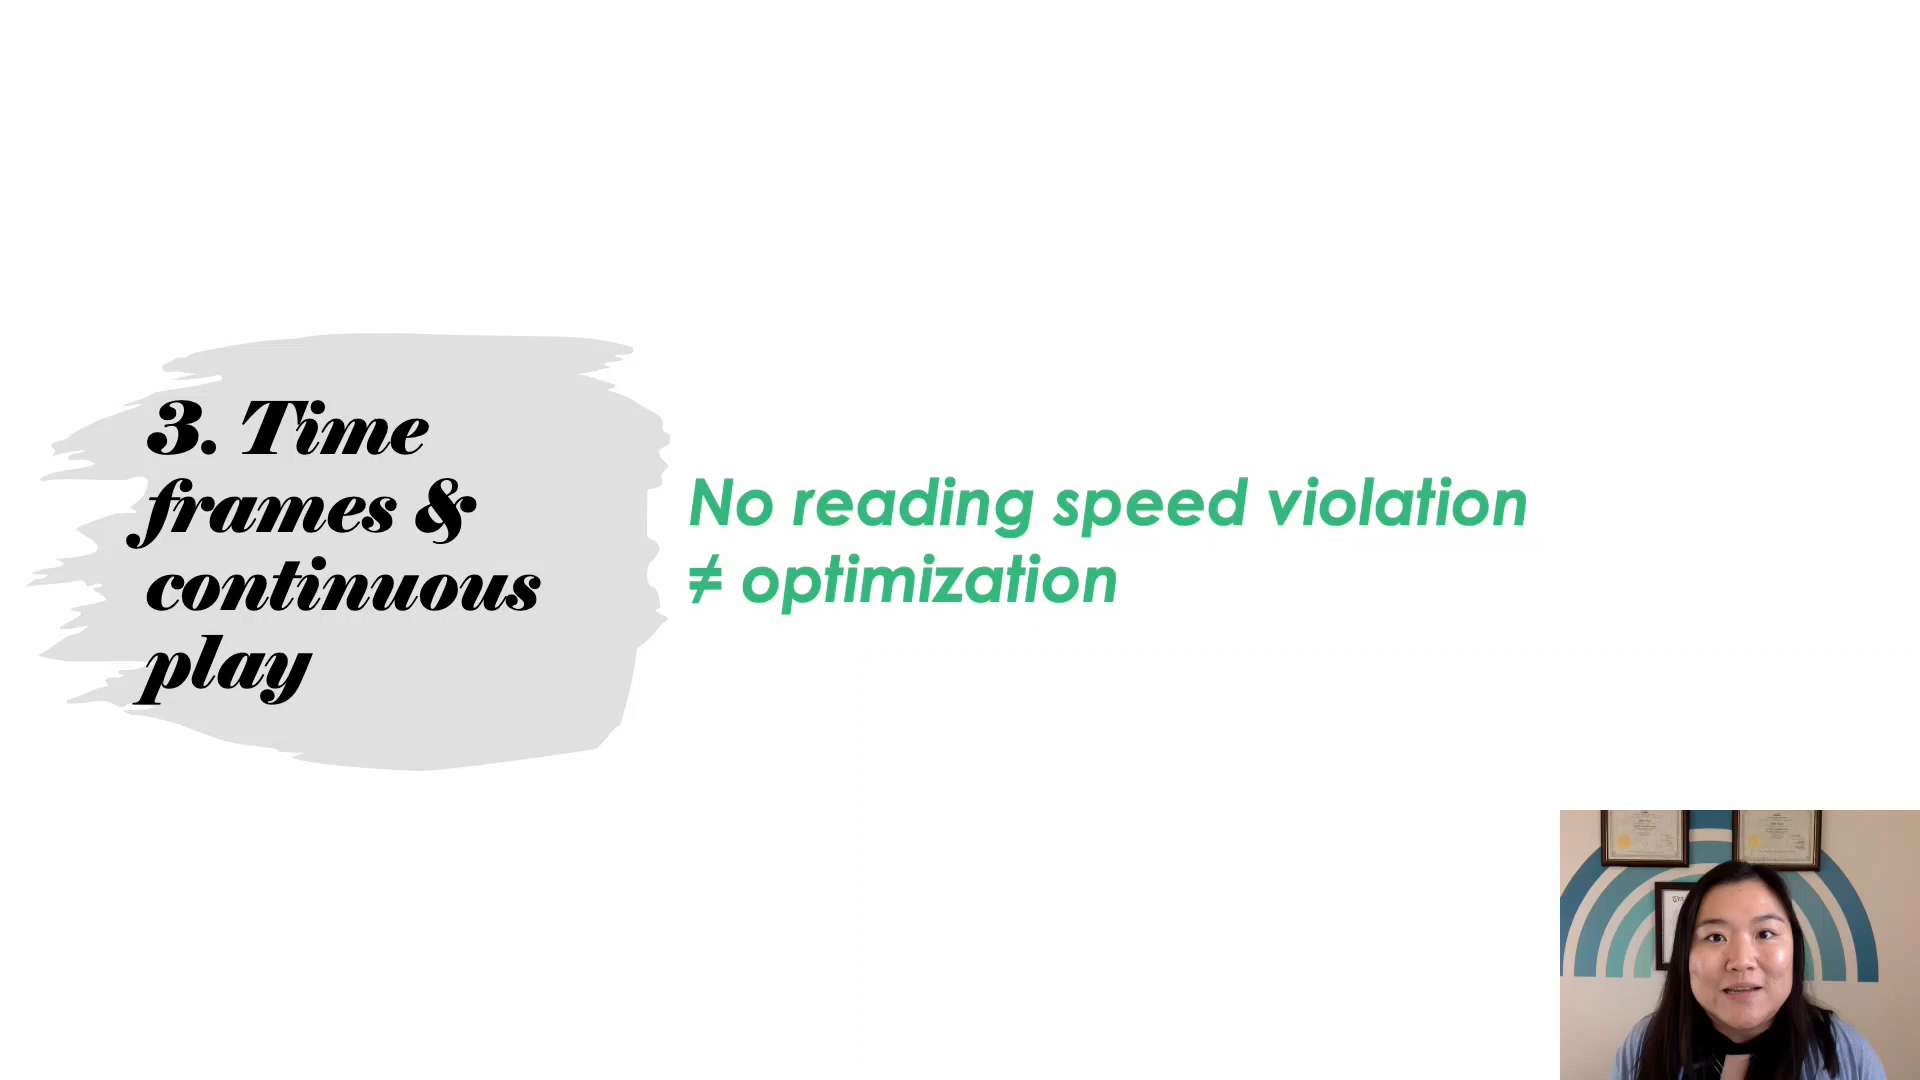 3. Time
frames &
continuous
play
No reading speed violation
≠ optimization